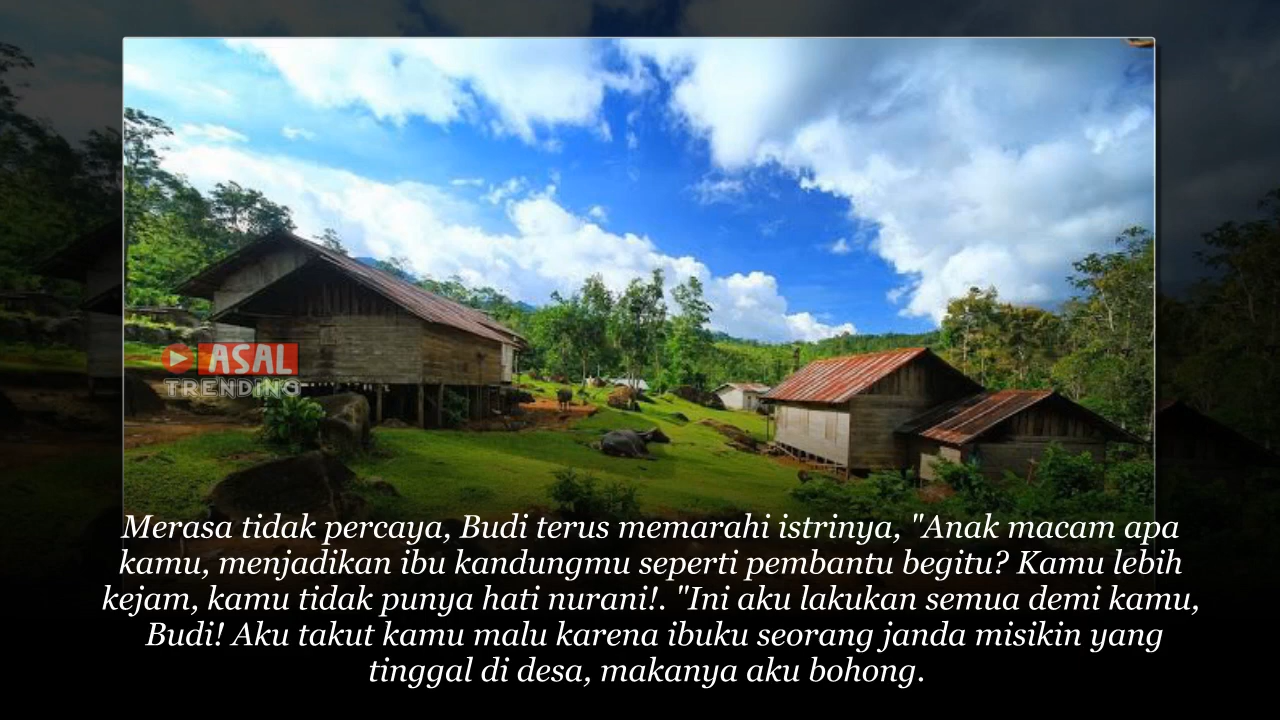 ASAL
TRENDING
Merasa tidak percaya, Budi terus memarahi istrinya, "Anak macam apa
kamu, menjadikan ibu kandungmu seperti pembantu begitu? Kamu lebih
kejam, kamu tidak punya hati nurani!. "Ini aku lakukan semua demi kamu,
Budi! Aku takut kamu malu karena ibuku seorang janda misikin yang
tinggal di desa, makanya aku bohong.